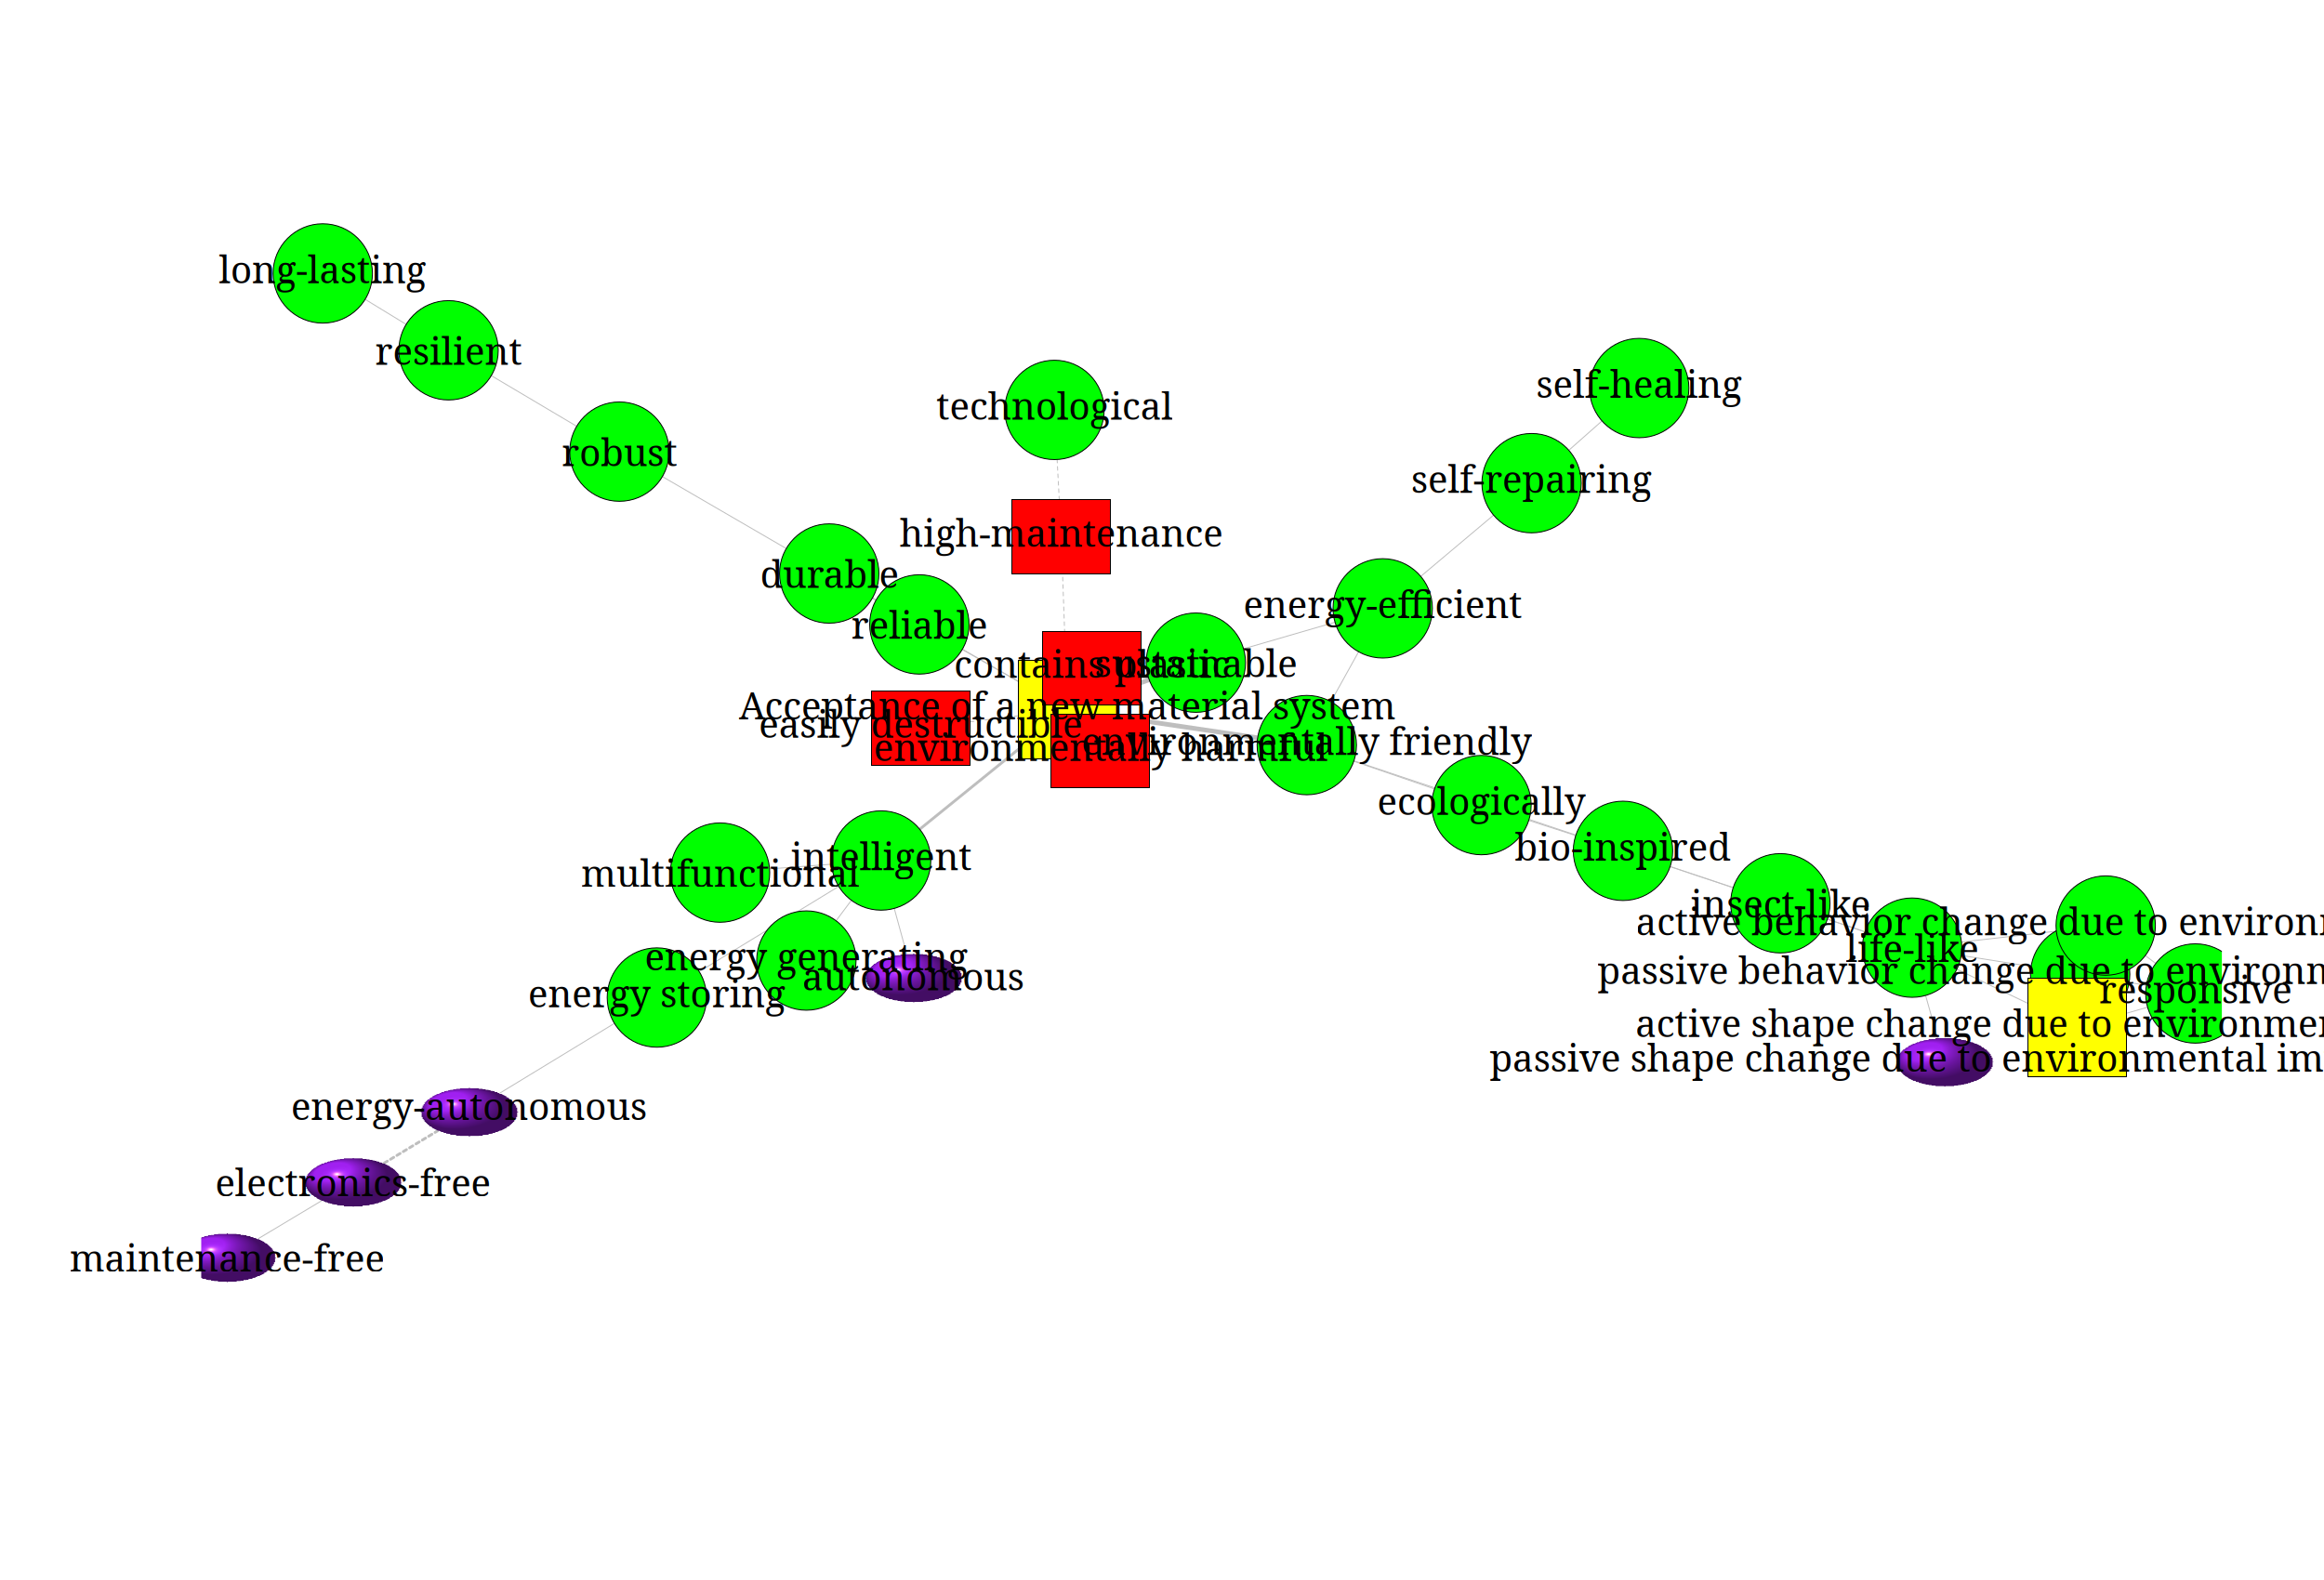 long-lasting
resilient
self-healing
technological
robust
self-repairing
high-maintenance
durable
energy-efficient
reliable
contains plastic
sustainable
Acceptance of a new material system
easily destructible
environmentally friendly
environmentally harmful
ecologically
bio-inspired
intelligent
multifunctional
insect-like
active behavior change due to environ
life-like
energy generating
passive behavior change due to environ
autonomous
energy storing
responsive
active shape change due to environme
passive shape change due to environmental im
energy-autonomous
electronics-free
maintenance-free